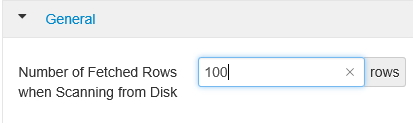 General
Number of Fetched Rows
when Scanning from Disk
100
rows